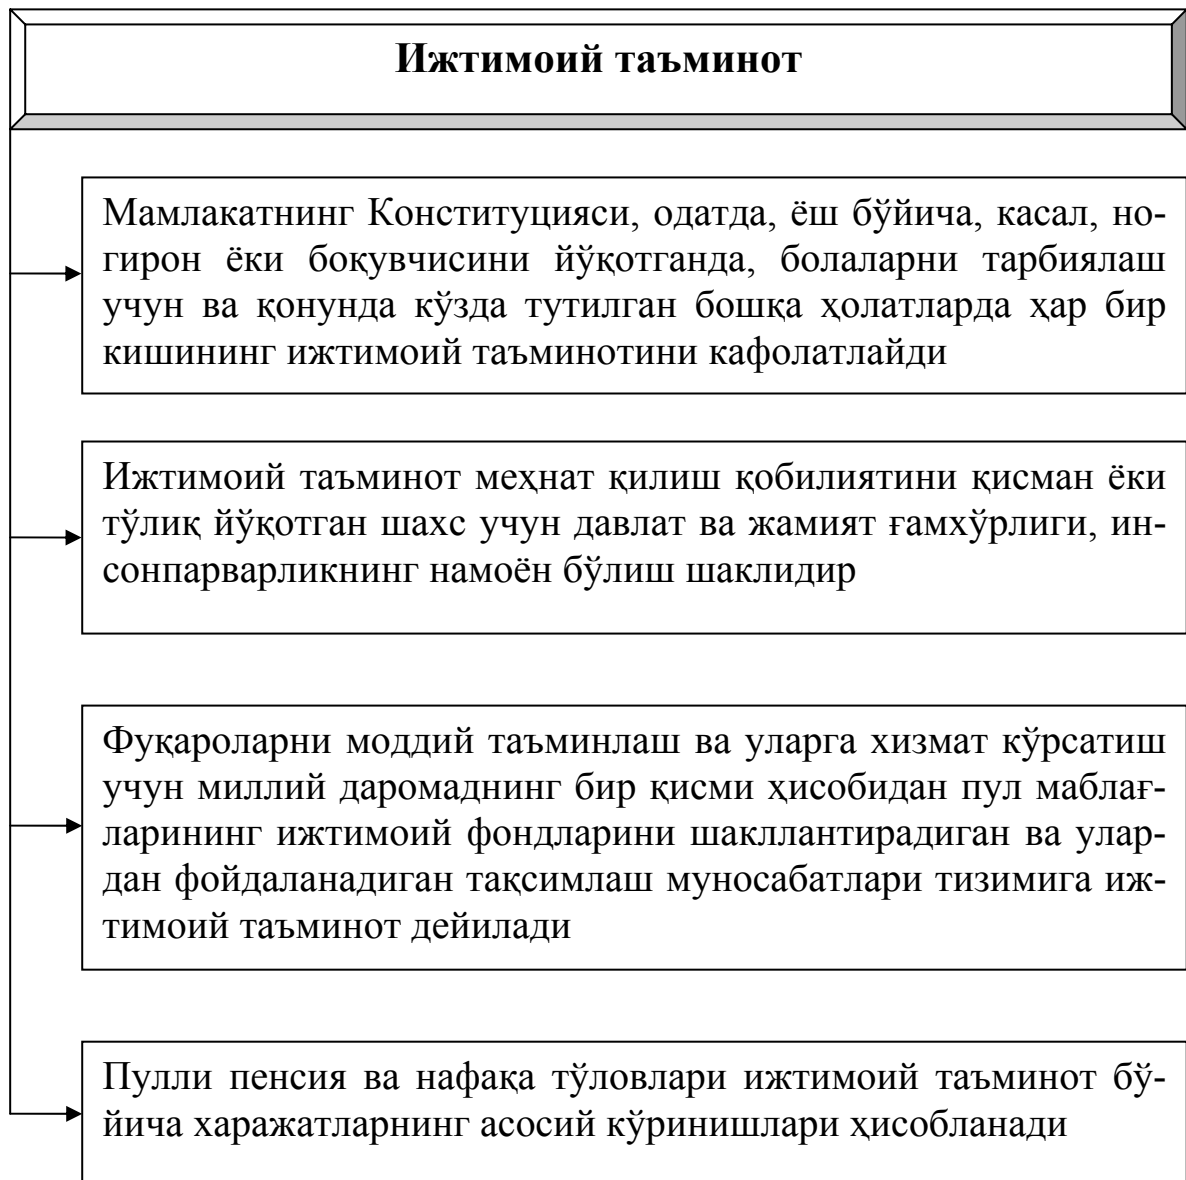 Ижтимоий таъминот
Мамлакатнинг Конституцияси, одатда, ёш бўйича, касал, но-
гирон ёки боқувчисини йўқотганда, болаларни тарбиялаш
учун ва қонунда кўзда тутилган бошқа ҳолатларда ҳар бир
кишининг ижтимоий таъминотини кафолатлайди
Ижтимоий таъминот меҳнат қилиш қобилиятини қисман ёки
тўлиқ йўқотган шахс учун давлат ва жамият ғамхўрлиги, ин-
сонпарварликнинг намоён бўлиш шаклидир
Фуқароларни моддий таъминлаш ва уларга хизмат кўрсатиш
учун миллий даромаднинг бир қисми ҳисобидан пул маблағ-
ларининг ижтимоий фондларини шакллантирадиган ва улар-
дан фойдаланадиган тақсимлаш муносабатлари тизимига иж-
тимоий таъминот дейилади
Пулли пенсия ва нафақа тўловлари ижтимоий таъминот бў-
йича харажатларнинг асосий кўринишлари ҳисобланади